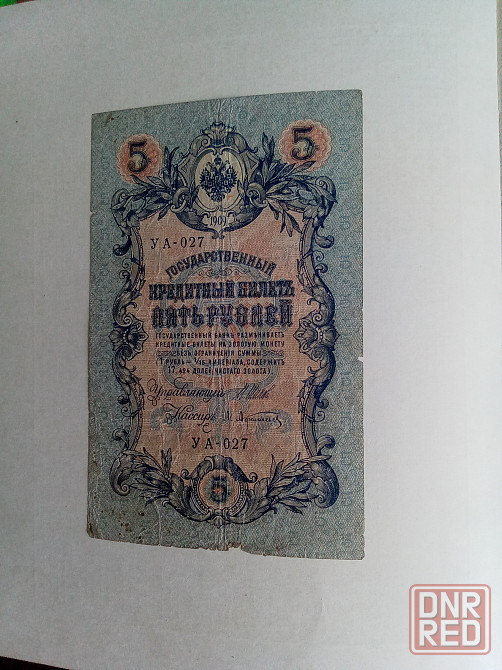 5 5
1909
УА-027
ГОСУДАРСТВЕННЫЙ
КРЕДИТНЫЙ БИЛЕТЪ
ПЯТЬ РУБЛЕЙ
ГОСУДАРСТВЕННЫЙ БАНКЪ РАЗМѢНИВАЕТЪ
КРЕДИТНЫЕ БИЛЕТЫ НА ЗОЛОТУЮ МОНЕТУ
БЕЗЪ ОГРАНИЧЕНІЯ СУММЫ
(1 РУБЛЬ = 1/15 ИМПЕРІАЛА, СОДЕРЖИТЪ
17,424 ДОЛЕЙ ЧИСТАГО ЗОЛОТА).
Управляющій
Кассиръ
УА-027
5
DNR
RED